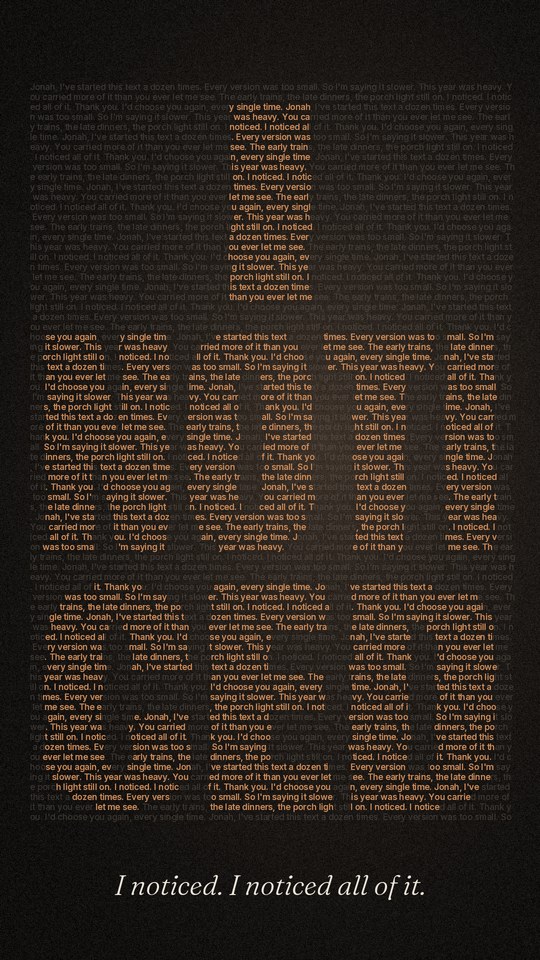 I
NOTI
CED
Jonah, I've started this text a dozen times. Every version was too small. So I'm saying it slower. This year was heavy. You carried more of it than you ever let me see. The early trains, the late dinners, the porch light still on. I noticed. I noticed all of it. Thank you. I'd choose you again, every single time.
I noticed. I noticed all of it.